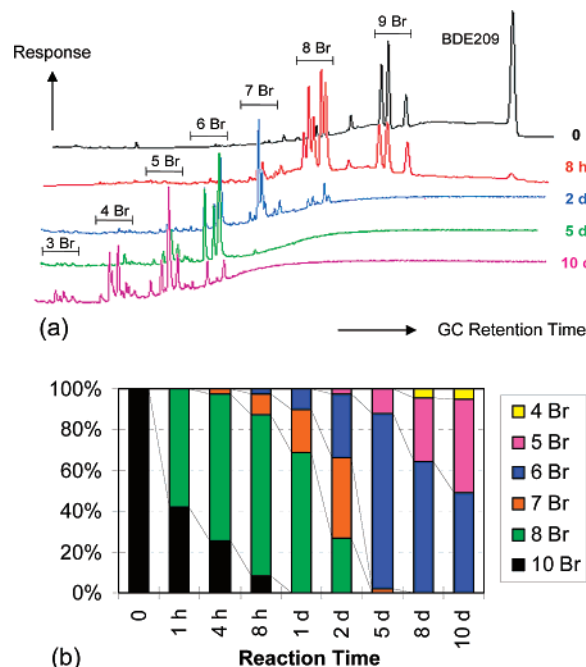 Response
3 Br
4 Br
5 Br
6 Br
7 Br
8 Br
9 Br
BDE209
0
8 h
2 d
5 d
10 d
(a)
GC Retention Time
100%
80%
60%
40%
20%
0%
0 1 h 4 h 8 h 1 d 2 d 5 d 8 d 10 d
(b)
Reaction Time
4 Br
5 Br
6 Br
7 Br
8 Br
10 Br